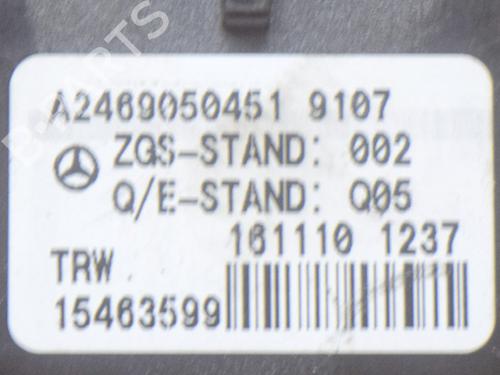 A2469050451 9107
ZGS-STAND: 002
Q/E-STAND: Q05
161110 1237
TRW
15463599